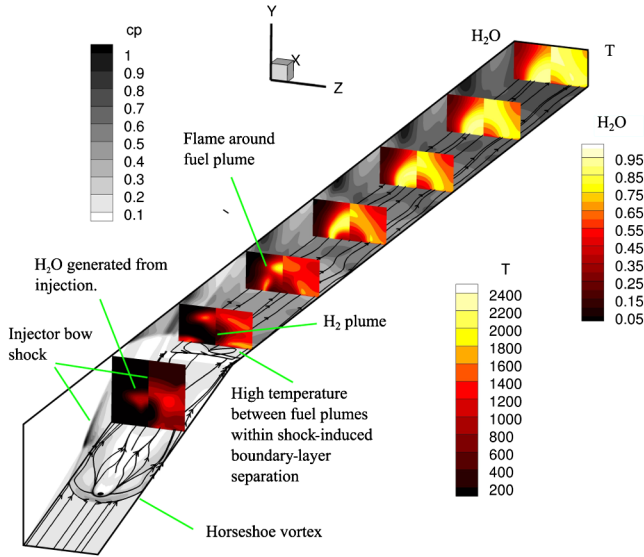 cp
1
0.9
0.8
0.7
0.6
0.5
0.4
0.3
0.2
0.1
Y
X
Z
H₂O
T
H₂O
0.95
0.85
0.75
0.65
0.55
0.45
0.35
0.25
0.15
0.05
Flame around
fuel plume
H₂O generated from
injection.
Injector bow
shock
H₂ plume
High temperature
between fuel plumes
within shock-induced
boundary-layer
separation
Horseshoe vortex
T
2400
2200
2000
1800
1600
1400
1200
1000
800
600
400
200